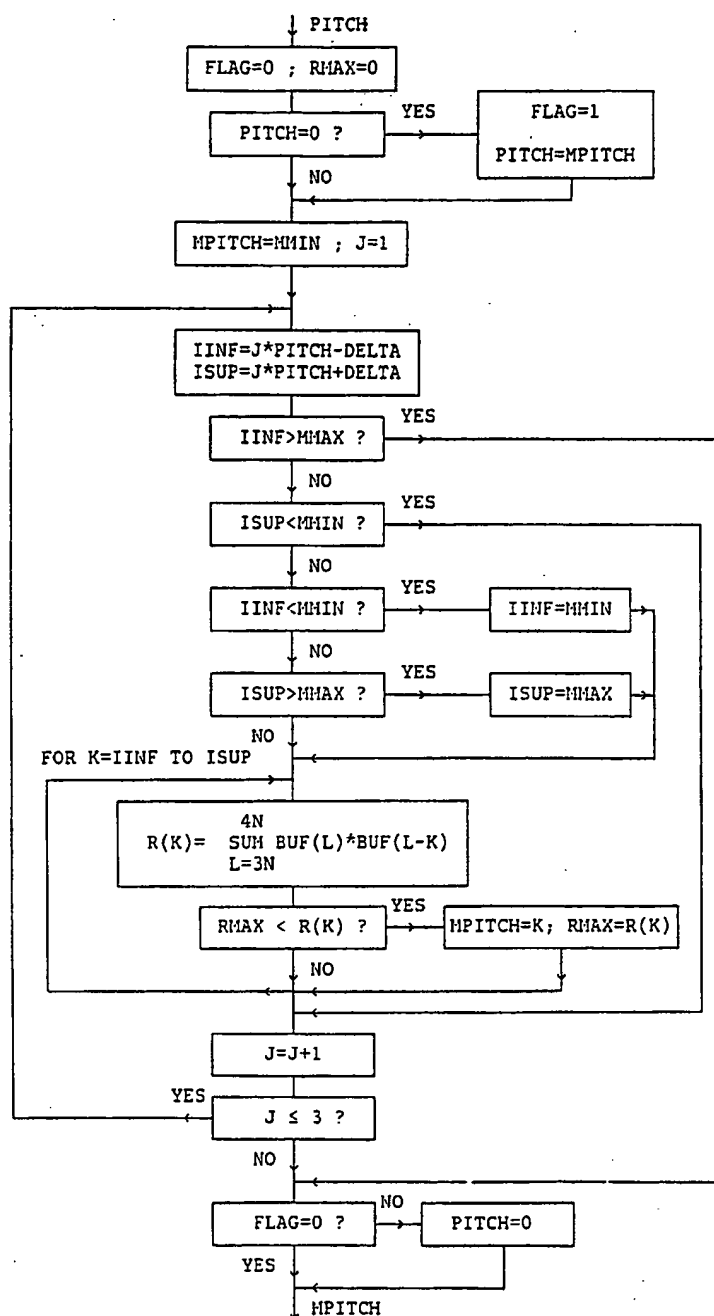 PITCH
FLAG=0 ; RMAX=0
PITCH=0 ?
YES
FLAG=1
PITCH=MPITCH
NO
MPITCH=MMIN ; J=1
IINF=J*PITCH-DELTA
ISUP=J*PITCH+DELTA
IINF>MMAX ?
YES
NO
ISUP<MMIN ?
YES
NO
IINF<MMIN ?
YES
IINF=MMIN
NO
ISUP>MMAX ?
YES
ISUP=MMAX
NO
FOR K=IINF TO ISUP
4N
R(K)= SUM BUF(L)*BUF(L-K)
L=3N
RMAX < R(K) ?
YES
MPITCH=K; RMAX=R(K)
NO
J=J+1
YES
J ≤ 3 ?
NO
FLAG=0 ?
NO
PITCH=0
YES
MPITCH